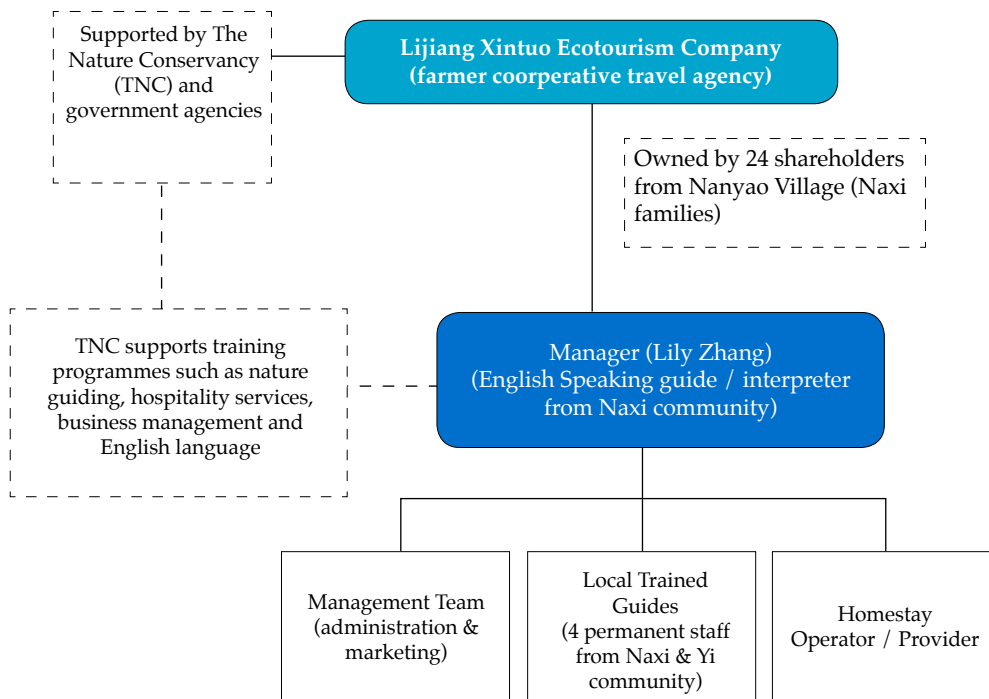 Supported by The
Nature Conservancy
(TNC) and
government agencies
Lijiang Xintuo Ecotourism Company
(farmer coorperative travel agency)
Owned by 24 shareholders
from Nanyao Village (Naxi
families)
TNC supports training
programmes such as nature
guiding, hospitality services,
business management and
English language
Manager (Lily Zhang)
(English Speaking guide / interpreter
from Naxi community)
Management Team
(administration &
marketing)
Local Trained
Guides
(4 permanent staff
from Naxi & Yi
community)
Homestay
Operator / Provider